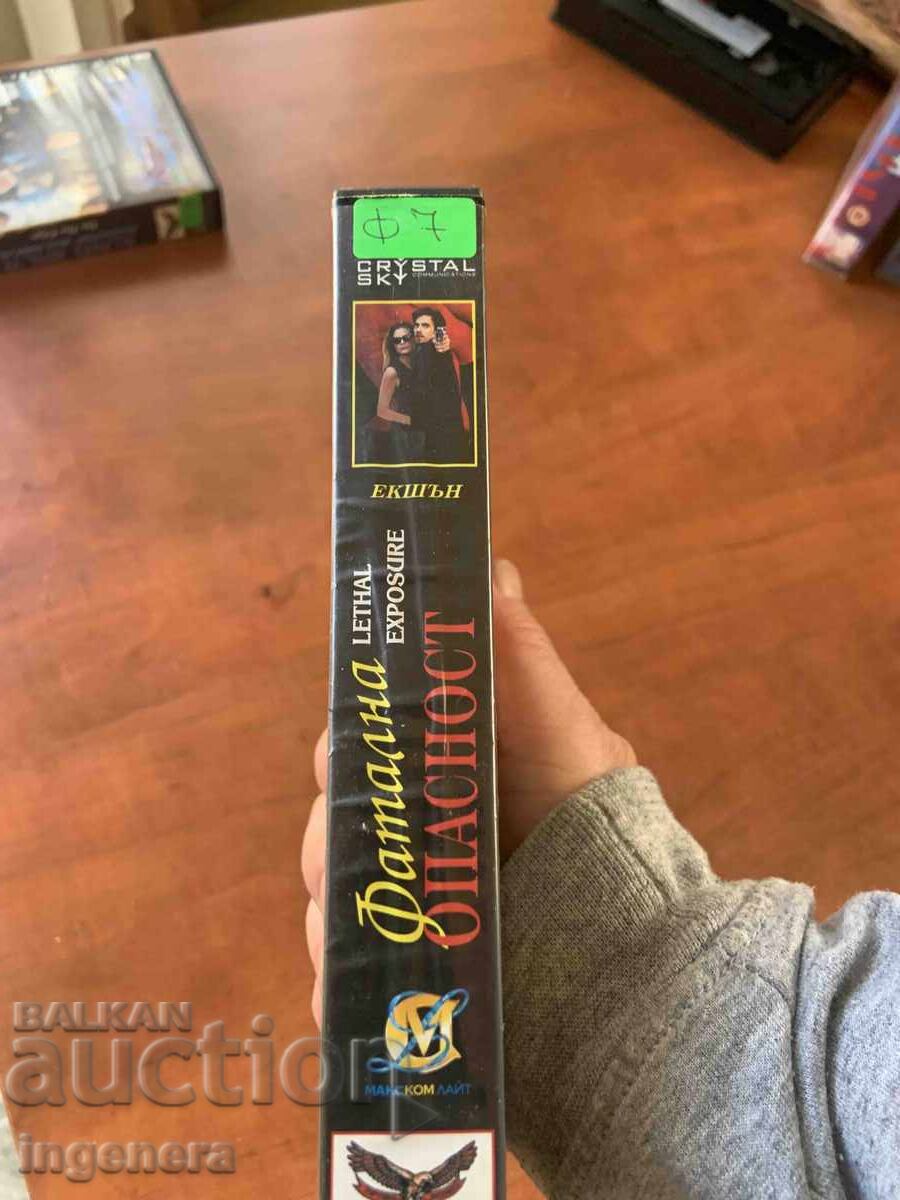 Ф 7
CRYSTAL
SKY COMMUNICATIONS
ЕКШЪН
LETHAL
EXPOSURE
Фатална
ОПАСНОСТ
МАКСКОМ ЛАЙТ
BALKAN
auction
ingenera